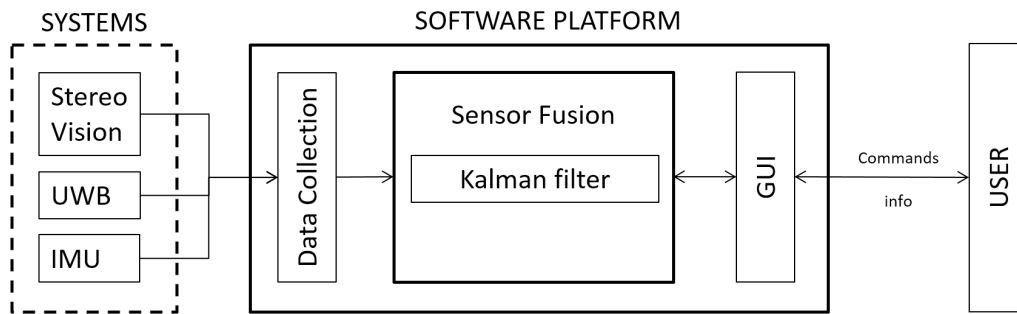 SYSTEMS
Stereo
Vision
UWB
IMU
SOFTWARE PLATFORM
Data Collection
Sensor Fusion
Kalman filter
GUI
Commands
info
USER